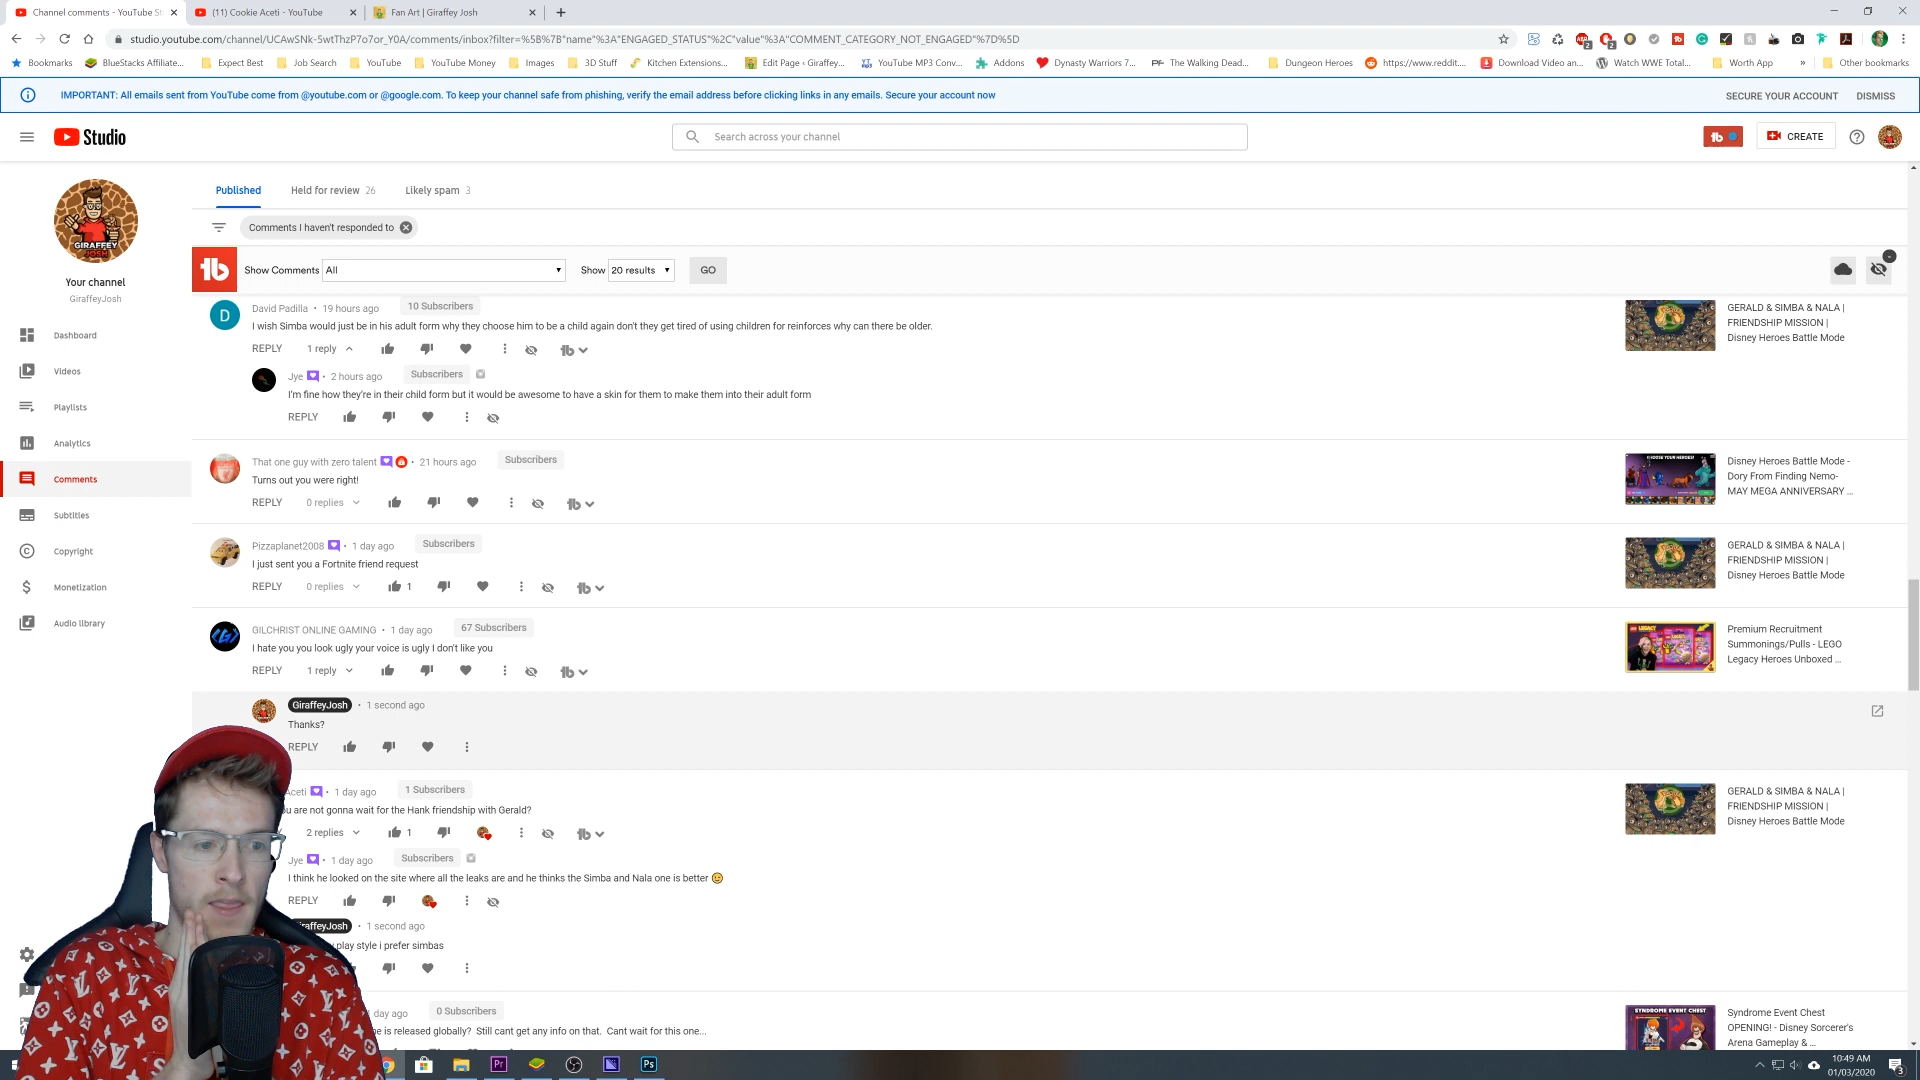 Channel comments - YouTube St
(11) Cookie Aceti - YouTube
Fan Art | Giraffey Josh
studio.youtube.com/channel/UCAwSNk-5wtThzP7o7or_Y0A/comments/inbox?filter=%5B%7B"name"%3A"ENGAGED_STATUS"%2C"value"%3A"COMMENT_CATEGORY_NOT_ENGAGED"%7D%5D
Bookmarks
BlueStacks Affiliate...
Expect Best
Job Search
YouTube
YouTube Money
Images
3D Stuff
Kitchen Extensions...
Edit Page ‹ Giraffey...
YouTube MP3 Conv...
Addons
Dynasty Warriors 7...
The Walking Dead...
Dungeon Heroes
https://www.reddit....
Download Video an...
Watch WWE Total...
Worth App
»
Other bookmarks
IMPORTANT: All emails sent from YouTube come from @youtube.com or @google.com. To keep your channel safe from phishing, verify the email address before clicking links in any emails. Secure your account now
SECURE YOUR ACCOUNT
DISMISS
Studio
Search across your channel
CREATE
Published
Held for review 26
Likely spam 3
Comments I haven't responded to
Show Comments All
Show 20 results
GO
GIRAFFEY
JOSH
Your channel
GiraffeyJosh
Dashboard
Videos
Playlists
Analytics
Comments
Subtitles
Copyright
Monetization
Audio library
D
David Padilla • 19 hours ago 10 Subscribers
I wish Simba would just be in his adult form why they choose him to be a child again don't they get tired of using children for reinforces why can there be older.
REPLY 1 reply
GERALD & SIMBA & NALA |
FRIENDSHIP MISSION |
Disney Heroes Battle Mode
Jye • 2 hours ago Subscribers
I'm fine how they're in their child form but it would be awesome to have a skin for them to make them into their adult form
REPLY
That one guy with zero talent • 21 hours ago Subscribers
Turns out you were right!
REPLY 0 replies
CHOOSE YOUR HEROES!
Disney Heroes Battle Mode -
Dory From Finding Nemo-
MAY MEGA ANNIVERSARY ...
Pizzaplanet2008 • 1 day ago Subscribers
I just sent you a Fortnite friend request
REPLY 0 replies 1
GERALD & SIMBA & NALA |
FRIENDSHIP MISSION |
Disney Heroes Battle Mode
GILCHRIST ONLINE GAMING • 1 day ago 67 Subscribers
I hate you you look ugly your voice is ugly I don't like you
REPLY 1 reply
Premium Recruitment
Summonings/Pulls - LEGO
Legacy Heroes Unboxed ...
GiraffeyJosh • 1 second ago
Thanks?
REPLY
Aceti • 1 day ago 1 Subscribers
ou are not gonna wait for the Hank friendship with Gerald?
2 replies 1
GERALD & SIMBA & NALA |
FRIENDSHIP MISSION |
Disney Heroes Battle Mode
Jye • 1 day ago Subscribers
I think he looked on the site where all the leaks are and he thinks the Simba and Nala one is better
REPLY
iraffeyJosh • 1 second ago
play style i prefer simbas
day ago 0 Subscribers
e is released globally? Still cant get any info on that. Cant wait for this one...
SYNDROME EVENT CHEST
Syndrome Event Chest
OPENING! - Disney Sorcerer's
Arena Gameplay & ...
Pr
Ps
10:49 AM
01/03/2020
3